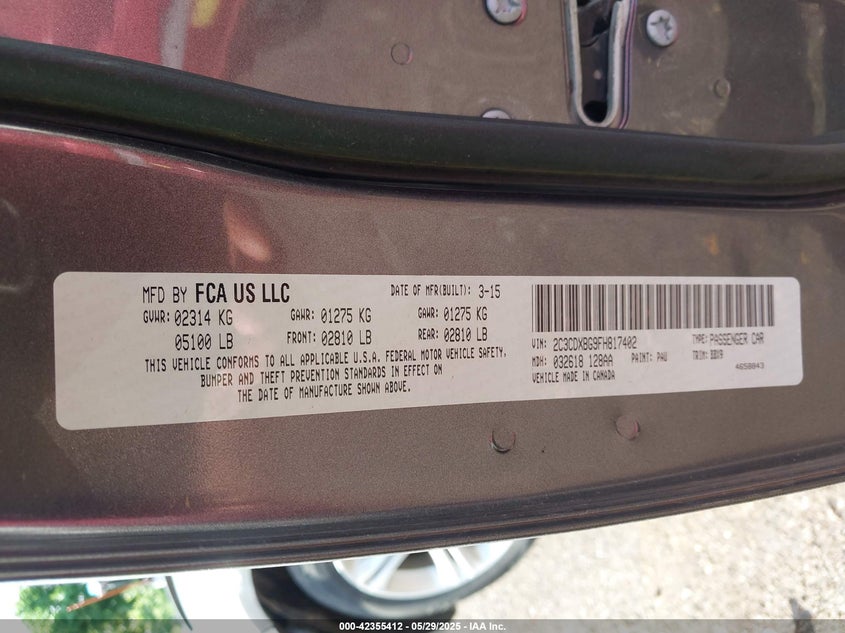 MFD BY FCA US LLC
DATE OF MFR(BUILT): 3-15
GVWR: 02314 KG
GAWR: 01275 KG
GAWR: 01275 KG
05100 LB
FRONT: 02810 LB
REAR: 02810 LB
THIS VEHICLE CONFORMS TO ALL APPLICABLE U.S.A. FEDERAL MOTOR VEHICLE SAFETY,
BUMPER AND THEFT PREVENTION STANDARDS IN EFFECT ON
THE DATE OF MANUFACTURE SHOWN ABOVE.
VIN: 2C3CDXBG9FH817402
TYPE: PASSENGER CAR
MDH: 032618 128AA
PAINT: PAU
TRIM: BBX9
VEHICLE MADE IN CANADA
4658043
000-42355412 — 05/29/2025 — IAA Inc.